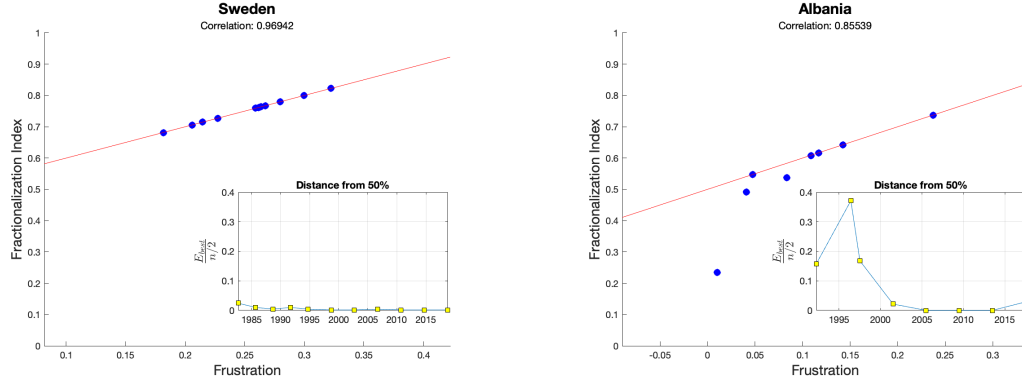 Sweden
Correlation: 0.96942
1
0.9
0.8
0.7
0.6
0.5
0.4
0.3
0.2
0.1
0
Fractionalization Index
0.1 0.15 0.2 0.25 0.3 0.35 0.4
Frustration
Distance from 50%
0.4
0.3
0.2
0.1
0
E_best
n/2
1985 1990 1995 2000 2005 2010 2015
Albania
Correlation: 0.85539
1
0.9
0.8
0.7
0.6
0.5
0.4
0.3
0.2
0.1
0
Fractionalization Index
-0.05 0 0.05 0.1 0.15 0.2 0.25 0.3
Frustration
Distance from 50%
0.4
0.3
0.2
0.1
0
E_best
n/2
1995 2000 2005 2010 2015